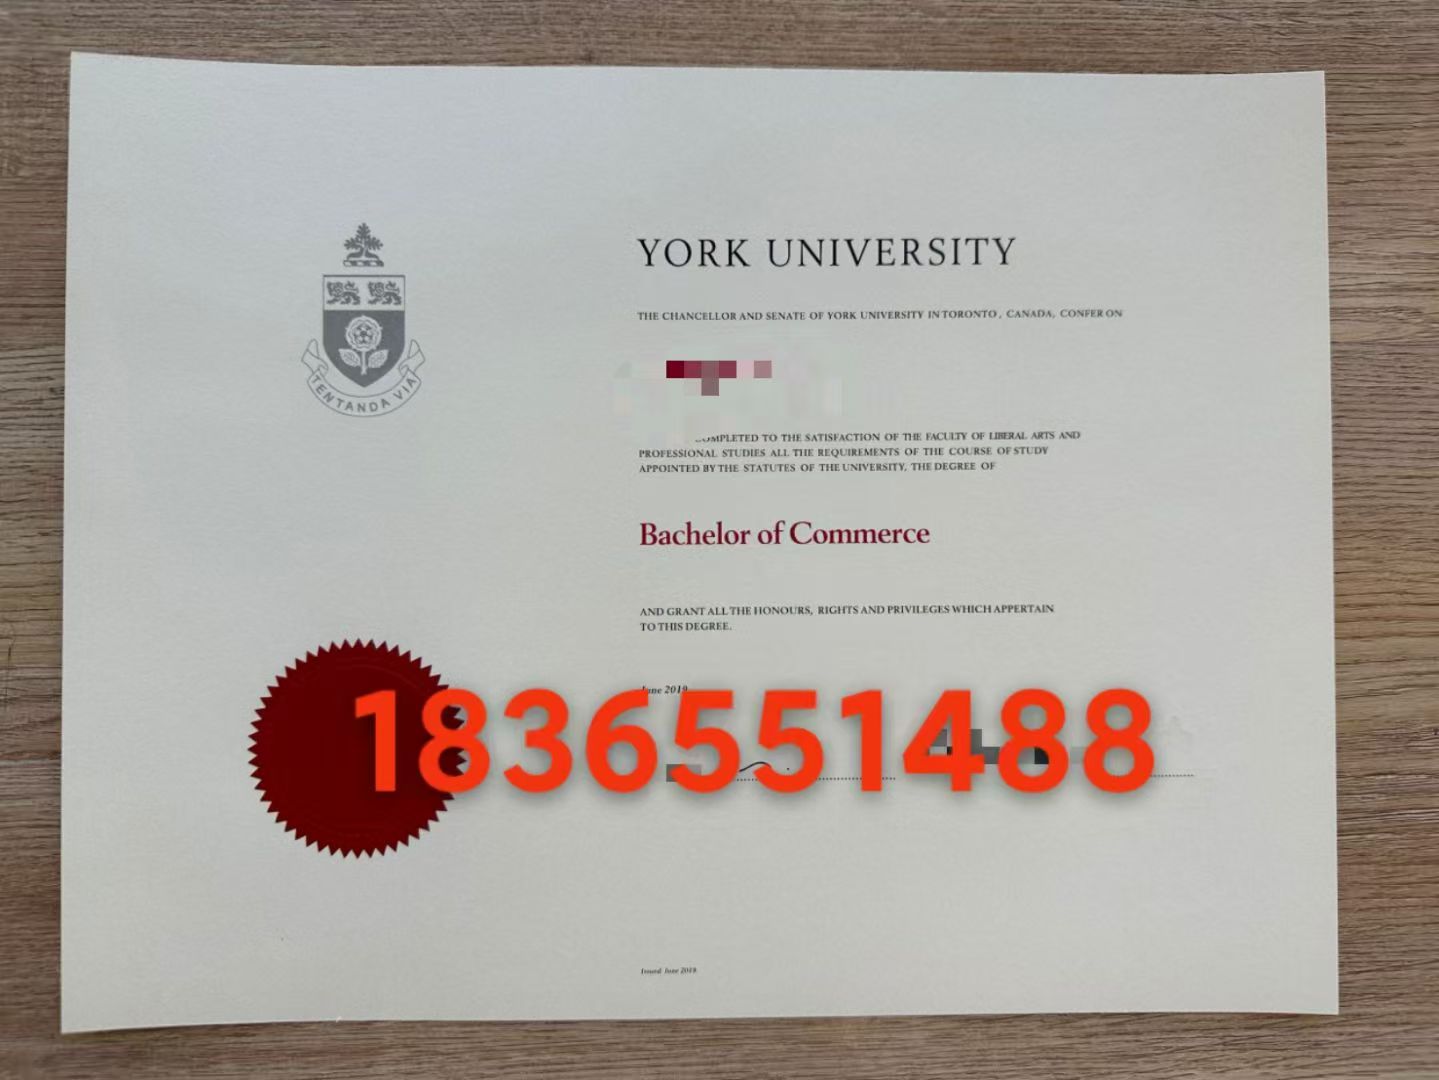 YORK UNIVERSITY
THE CHANCELLOR AND SENATE OF YORK UNIVERSITY IN TORONTO, CANADA, CONFER ON
COMPLETED TO THE SATISFACTION OF THE FACULTY OF LIBERAL ARTS AND
PROFESSIONAL STUDIES ALL THE REQUIREMENTS OF THE COURSE OF STUDY
APPOINTED BY THE STATUTES OF THE UNIVERSITY, THE DEGREE OF
Bachelor of Commerce
AND GRANT ALL THE HONOURS, RIGHTS AND PRIVILEGES WHICH APPERTAIN
TO THIS DEGREE.
June 2019
1836551488
Issued June 2019
TENTANDA VIA